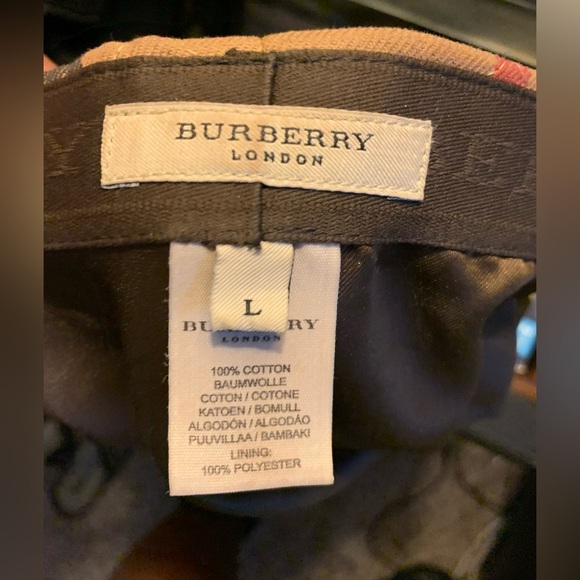 BURBERRY
LONDON
L
BURBERRY
LONDON
100% COTTON
BAUMWOLLE
COTON / COTONE
KATOEN / BOMULL
ALGODÓN / ALGODÃO
PUUVILLAA / BAMBAKI
LINING:
100% POLYESTER